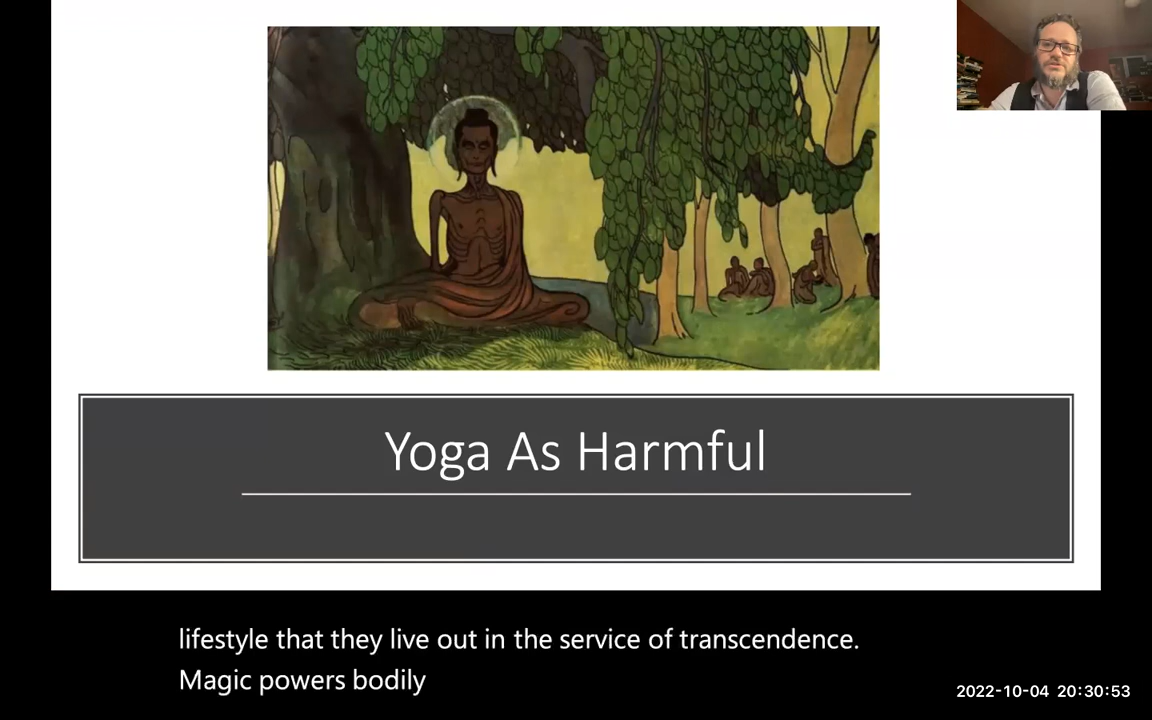 Yoga As Harmful
lifestyle that they live out in the service of transcendence.
Magic powers bodily
2022-10-04 20:30:53